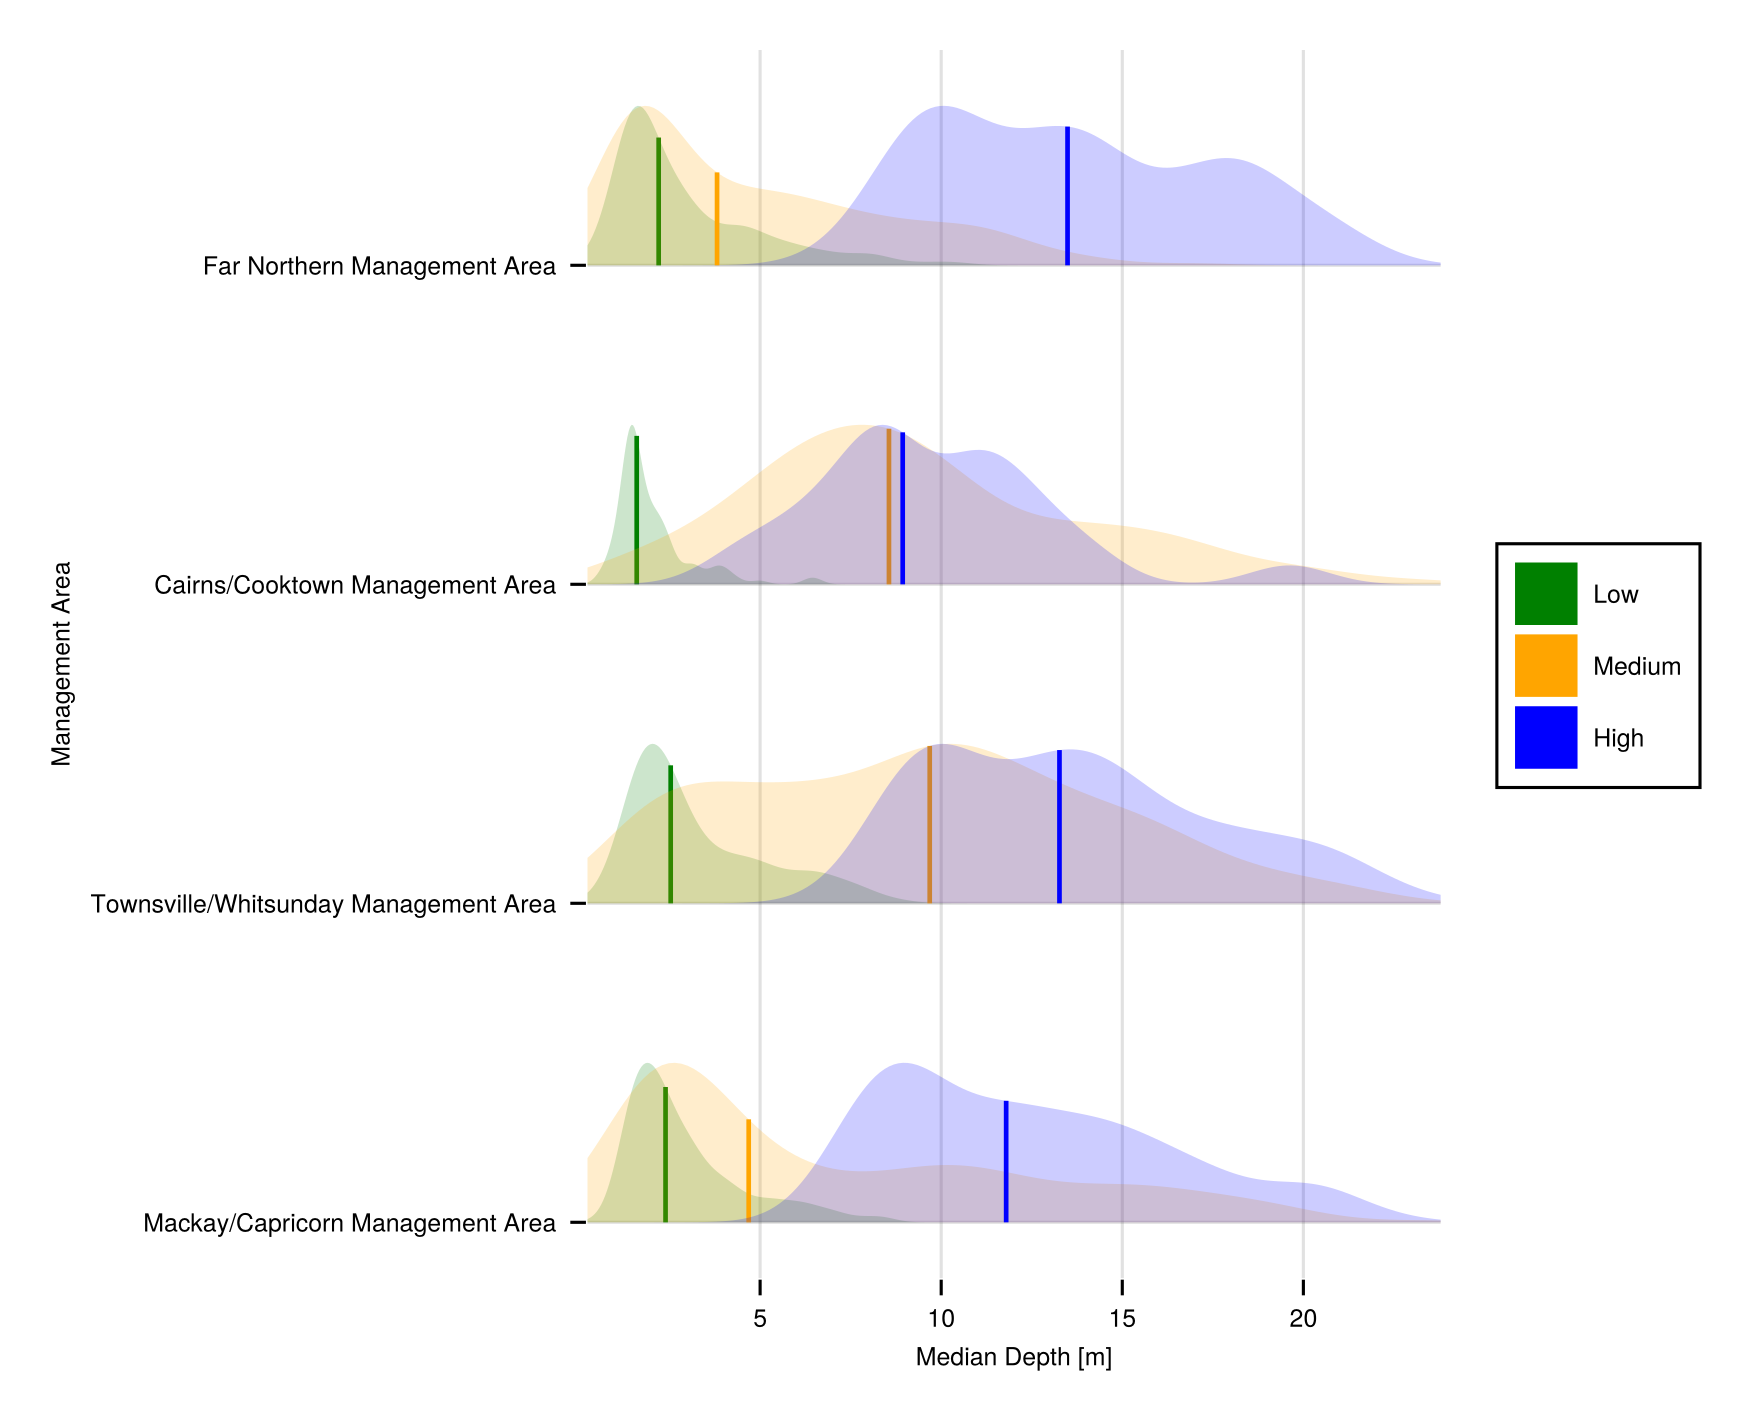 Management Area
Far Northern Management Area
Cairns/Cooktown Management Area
Townsville/Whitsunday Management Area
Mackay/Capricorn Management Area
5 10 15 20
Median Depth [m]
Low
Medium
High